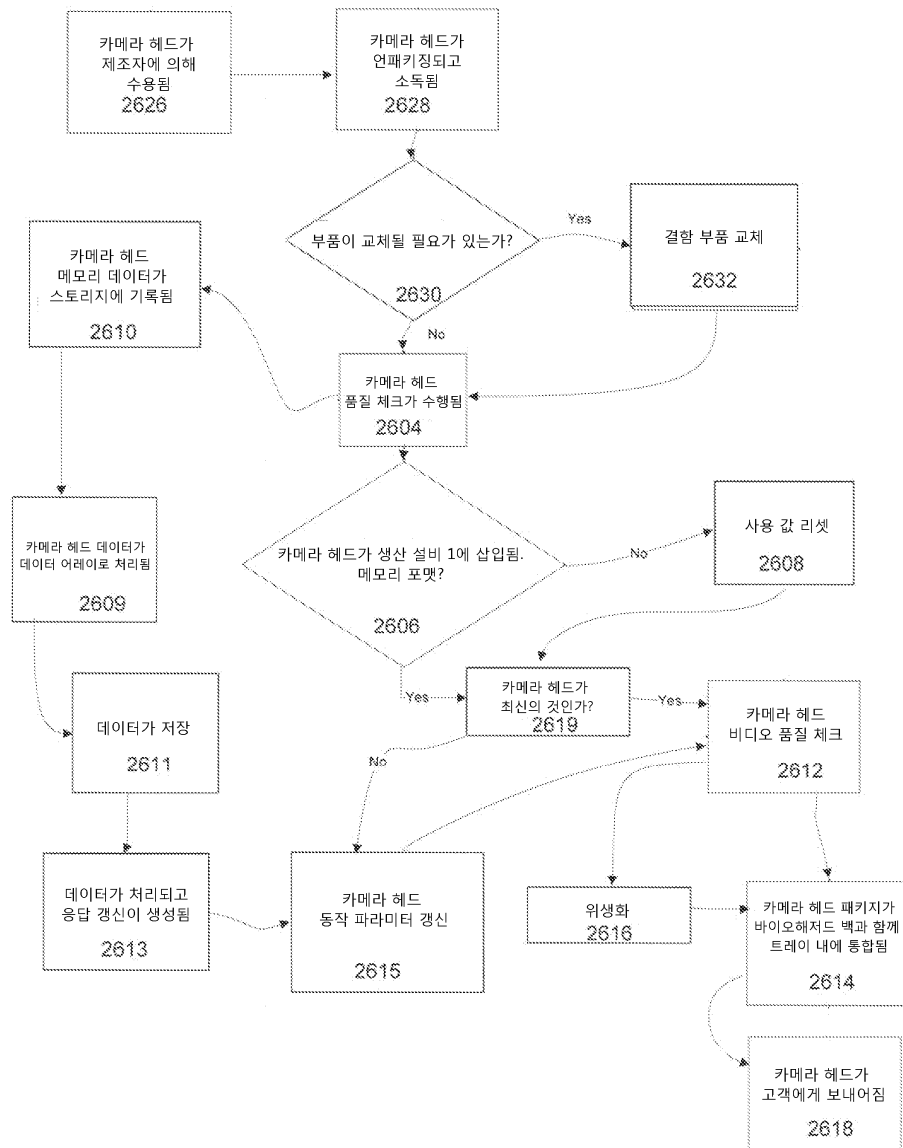 카메라 헤드가
제조자에 의해
수용됨
2626
카메라 헤드가
언패키징되고
소독됨
2628
부품이 교체될 필요가 있는가?
2630
Yes
결함 부품 교체
2632
카메라 헤드
메모리 데이터가
스토리지에 기록됨
2610
No
카메라 헤드
품질 체크가 수행됨
2604
카메라 헤드가 생산 설비 1에 삽입됨.
메모리 포맷?
2606
No
사용 값 리셋
2608
카메라 헤드 데이터가
데이터 어레이로 처리됨
2609
Yes
카메라 헤드가
최신의 것인가?
2619
Yes
카메라 헤드
비디오 품질 체크
2612
데이터가 저장
2611
No
데이터가 처리되고
응답 갱신이 생성됨
2613
카메라 헤드
동작 파라미터 갱신
2615
위생화
2616
카메라 헤드 패키지가
바이오해저드 백과 함께
트레이 내에 통합됨
2614
카메라 헤드가
고객에게 보내어짐
2618